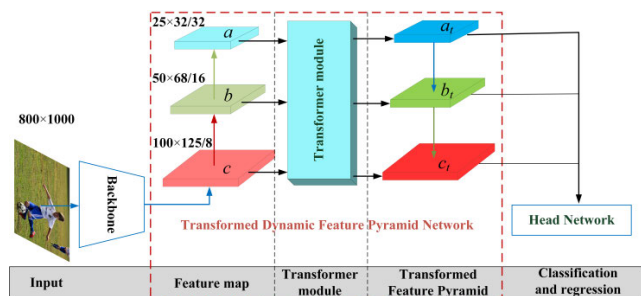 25×32/32
a
a_t
50×68/16
b
b_t
800×1000
100×125/8
c
c_t
Backbone
Transformer module
Transformed Dynamic Feature Pyramid Network
Head Network
Input
Feature map
Transformer
module
Transformed
Feature Pyramid
Classification
and regression